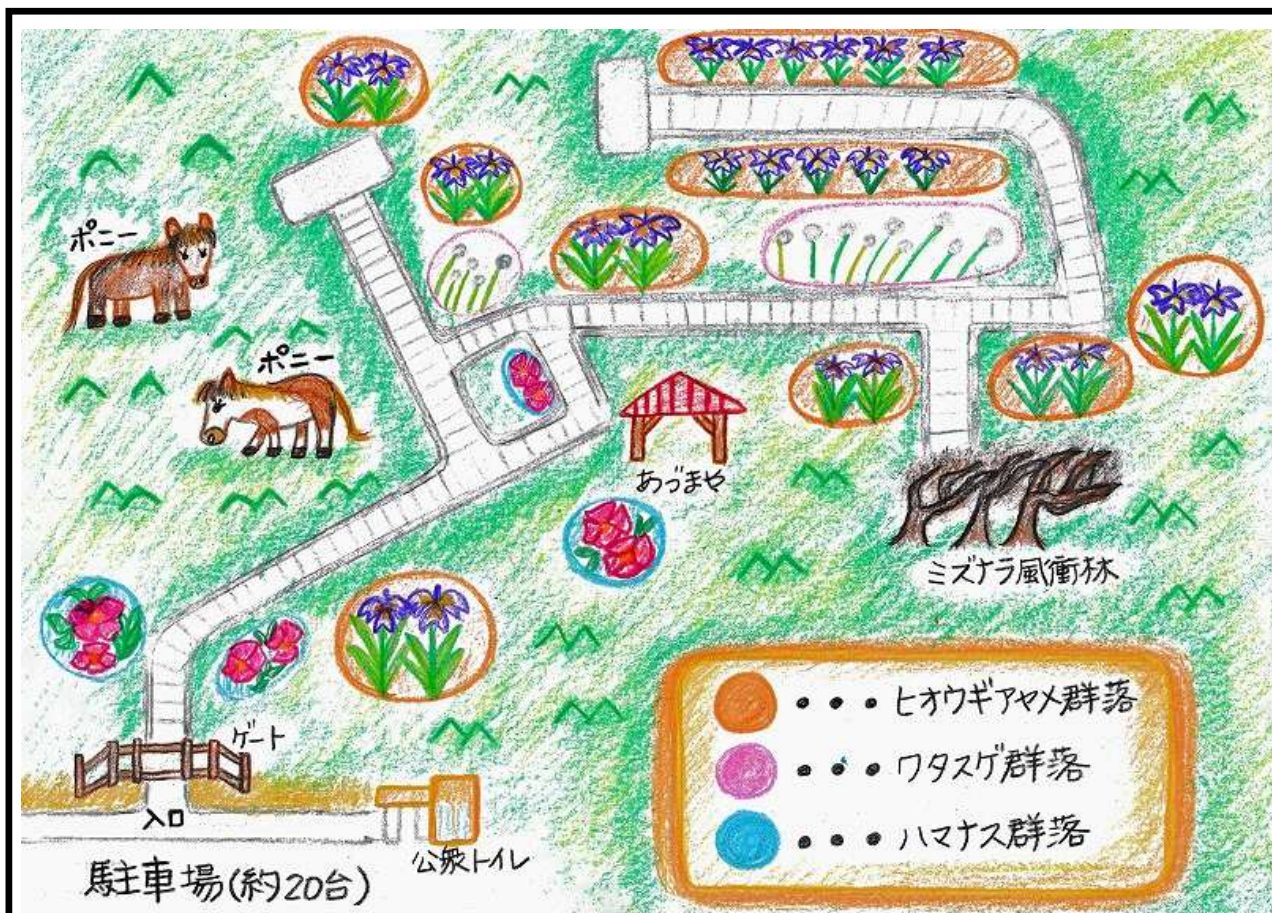 ポニー
ポニー
あづまや
ミズナラ風衝林
ゲート
入口
公衆トイレ
駐車場(約20台)
・・・ヒオウギアヤメ群落
・・・ワタスゲ群落
・・・ハマナス群落